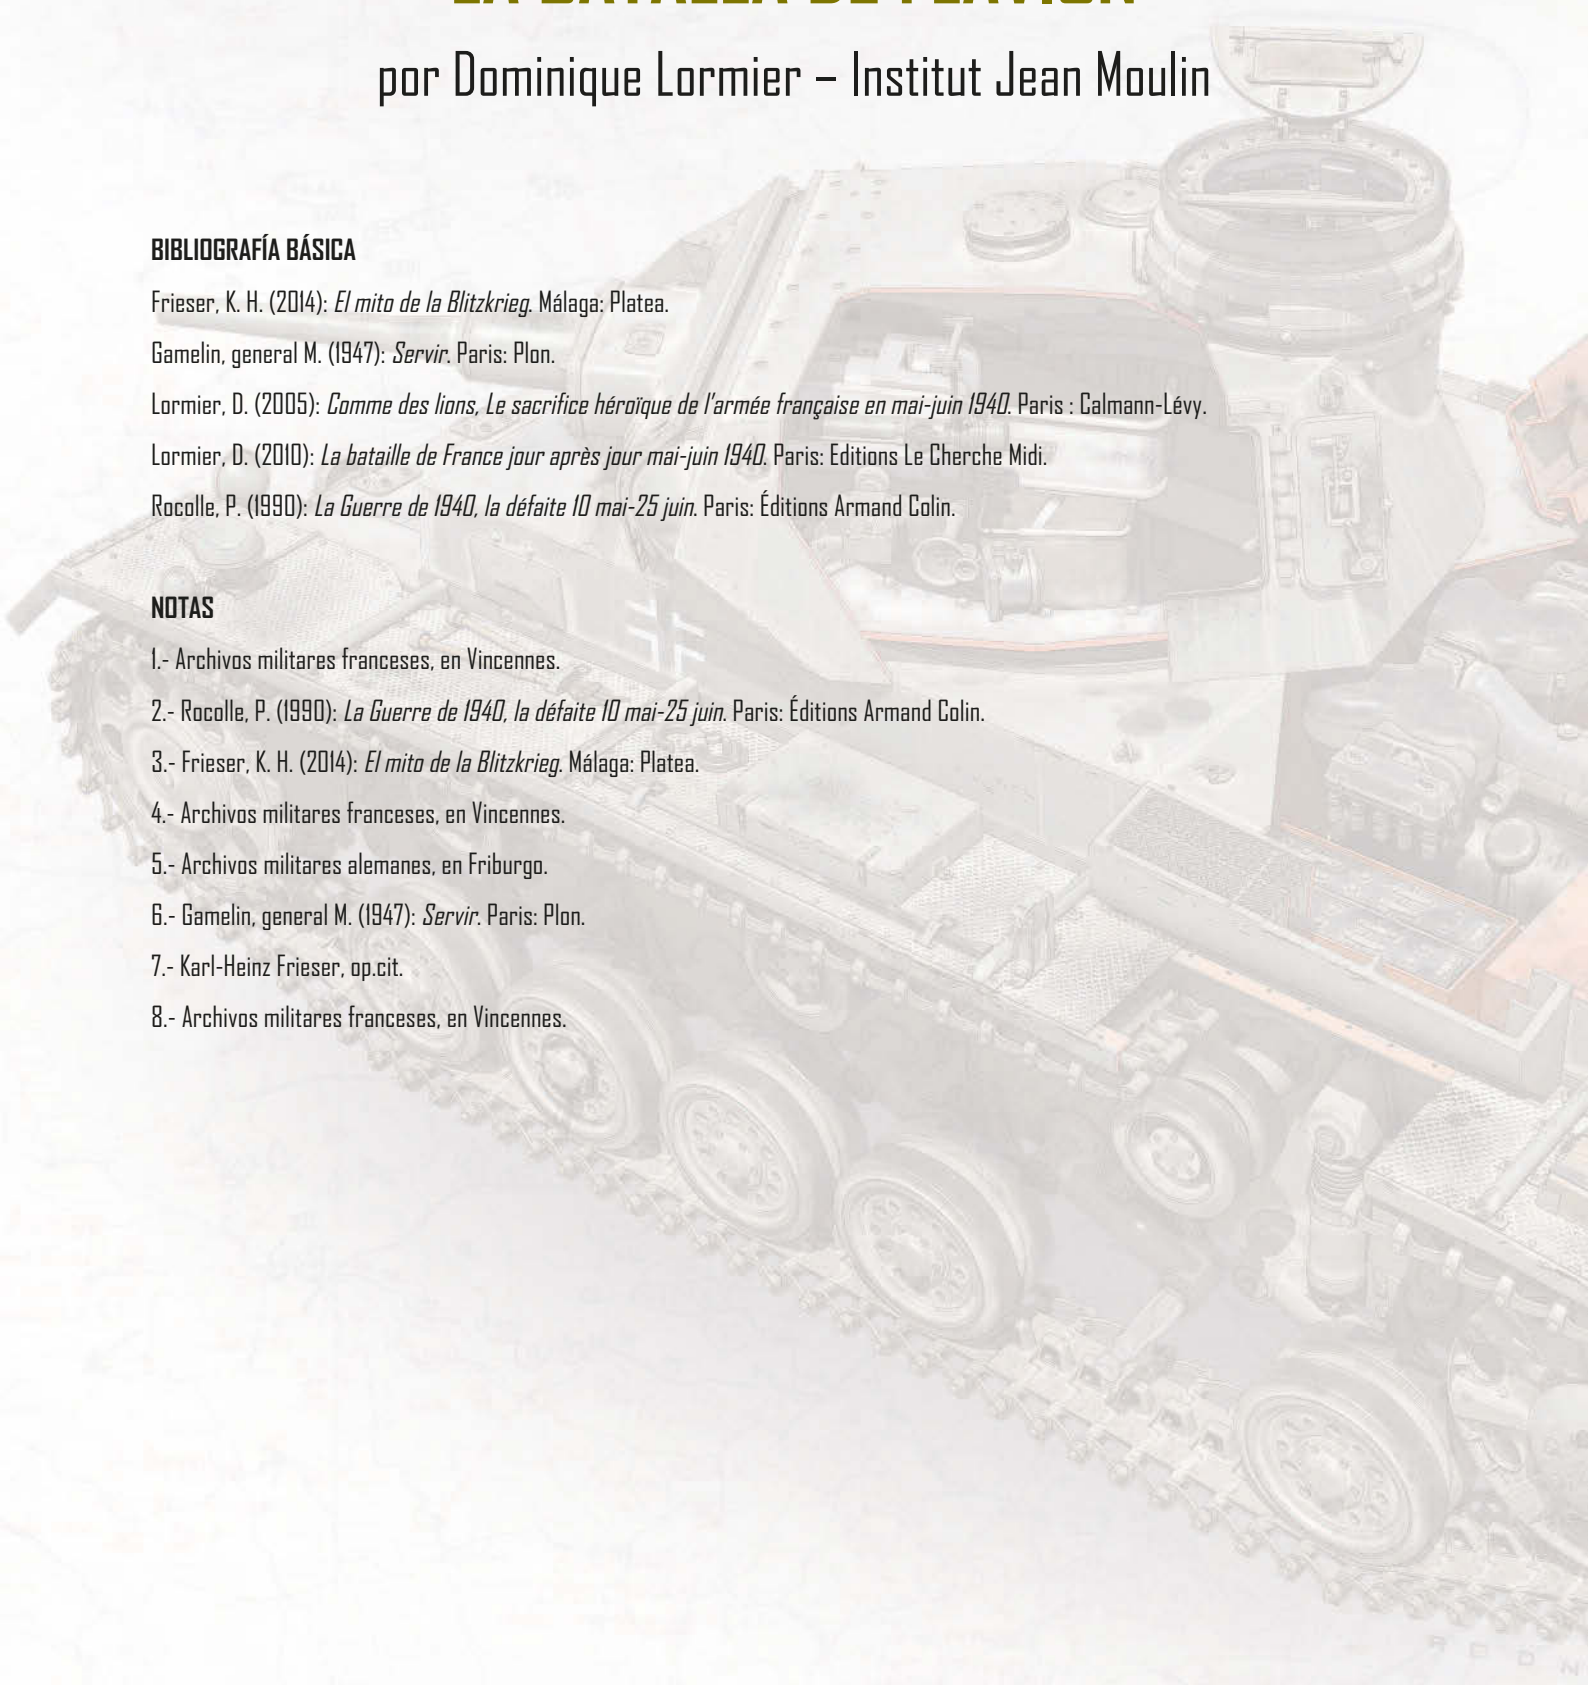 LA BATALLA DE FLAVION
por Dominique Lormier – Institut Jean Moulin
BIBLIOGRAFÍA BÁSICA
Frieser, K. H. (2014): El mito de la Blitzkrieg. Málaga: Platea.
Gamelin, general M. (1947): Servir. Paris: Plon.
Lormier, D. (2005): Comme des lions, Le sacrifice héroïque de l'armée française en mai-juin 1940. Paris : Calmann-Lévy.
Lormier, D. (2010): La bataille de France jour après jour mai-juin 1940. Paris: Editions Le Cherche Midi.
Rocolle, P. (1990): La Guerre de 1940, la défaite 10 mai-25 juin. Paris: Éditions Armand Colin.
NOTAS
1.- Archivos militares franceses, en Vincennes.
2.- Rocolle, P. (1990): La Guerre de 1940, la défaite 10 mai-25 juin. Paris: Éditions Armand Colin.
3.- Frieser, K. H. (2014): El mito de la Blitzkrieg. Málaga: Platea.
4.- Archivos militares franceses, en Vincennes.
5.- Archivos militares alemanes, en Friburgo.
6.- Gamelin, general M. (1947): Servir. Paris: Plon.
7.- Karl-Heinz Frieser, op.cit.
8.- Archivos militares franceses, en Vincennes.